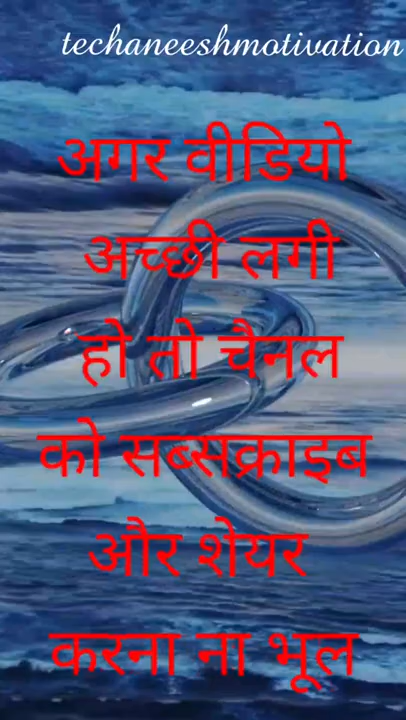 techaneeshmotivation
अगर वीडियो
अच्छी लगी
हो तो चैनल
को सब्सक्राइब
और शेयर
करना ना भूल